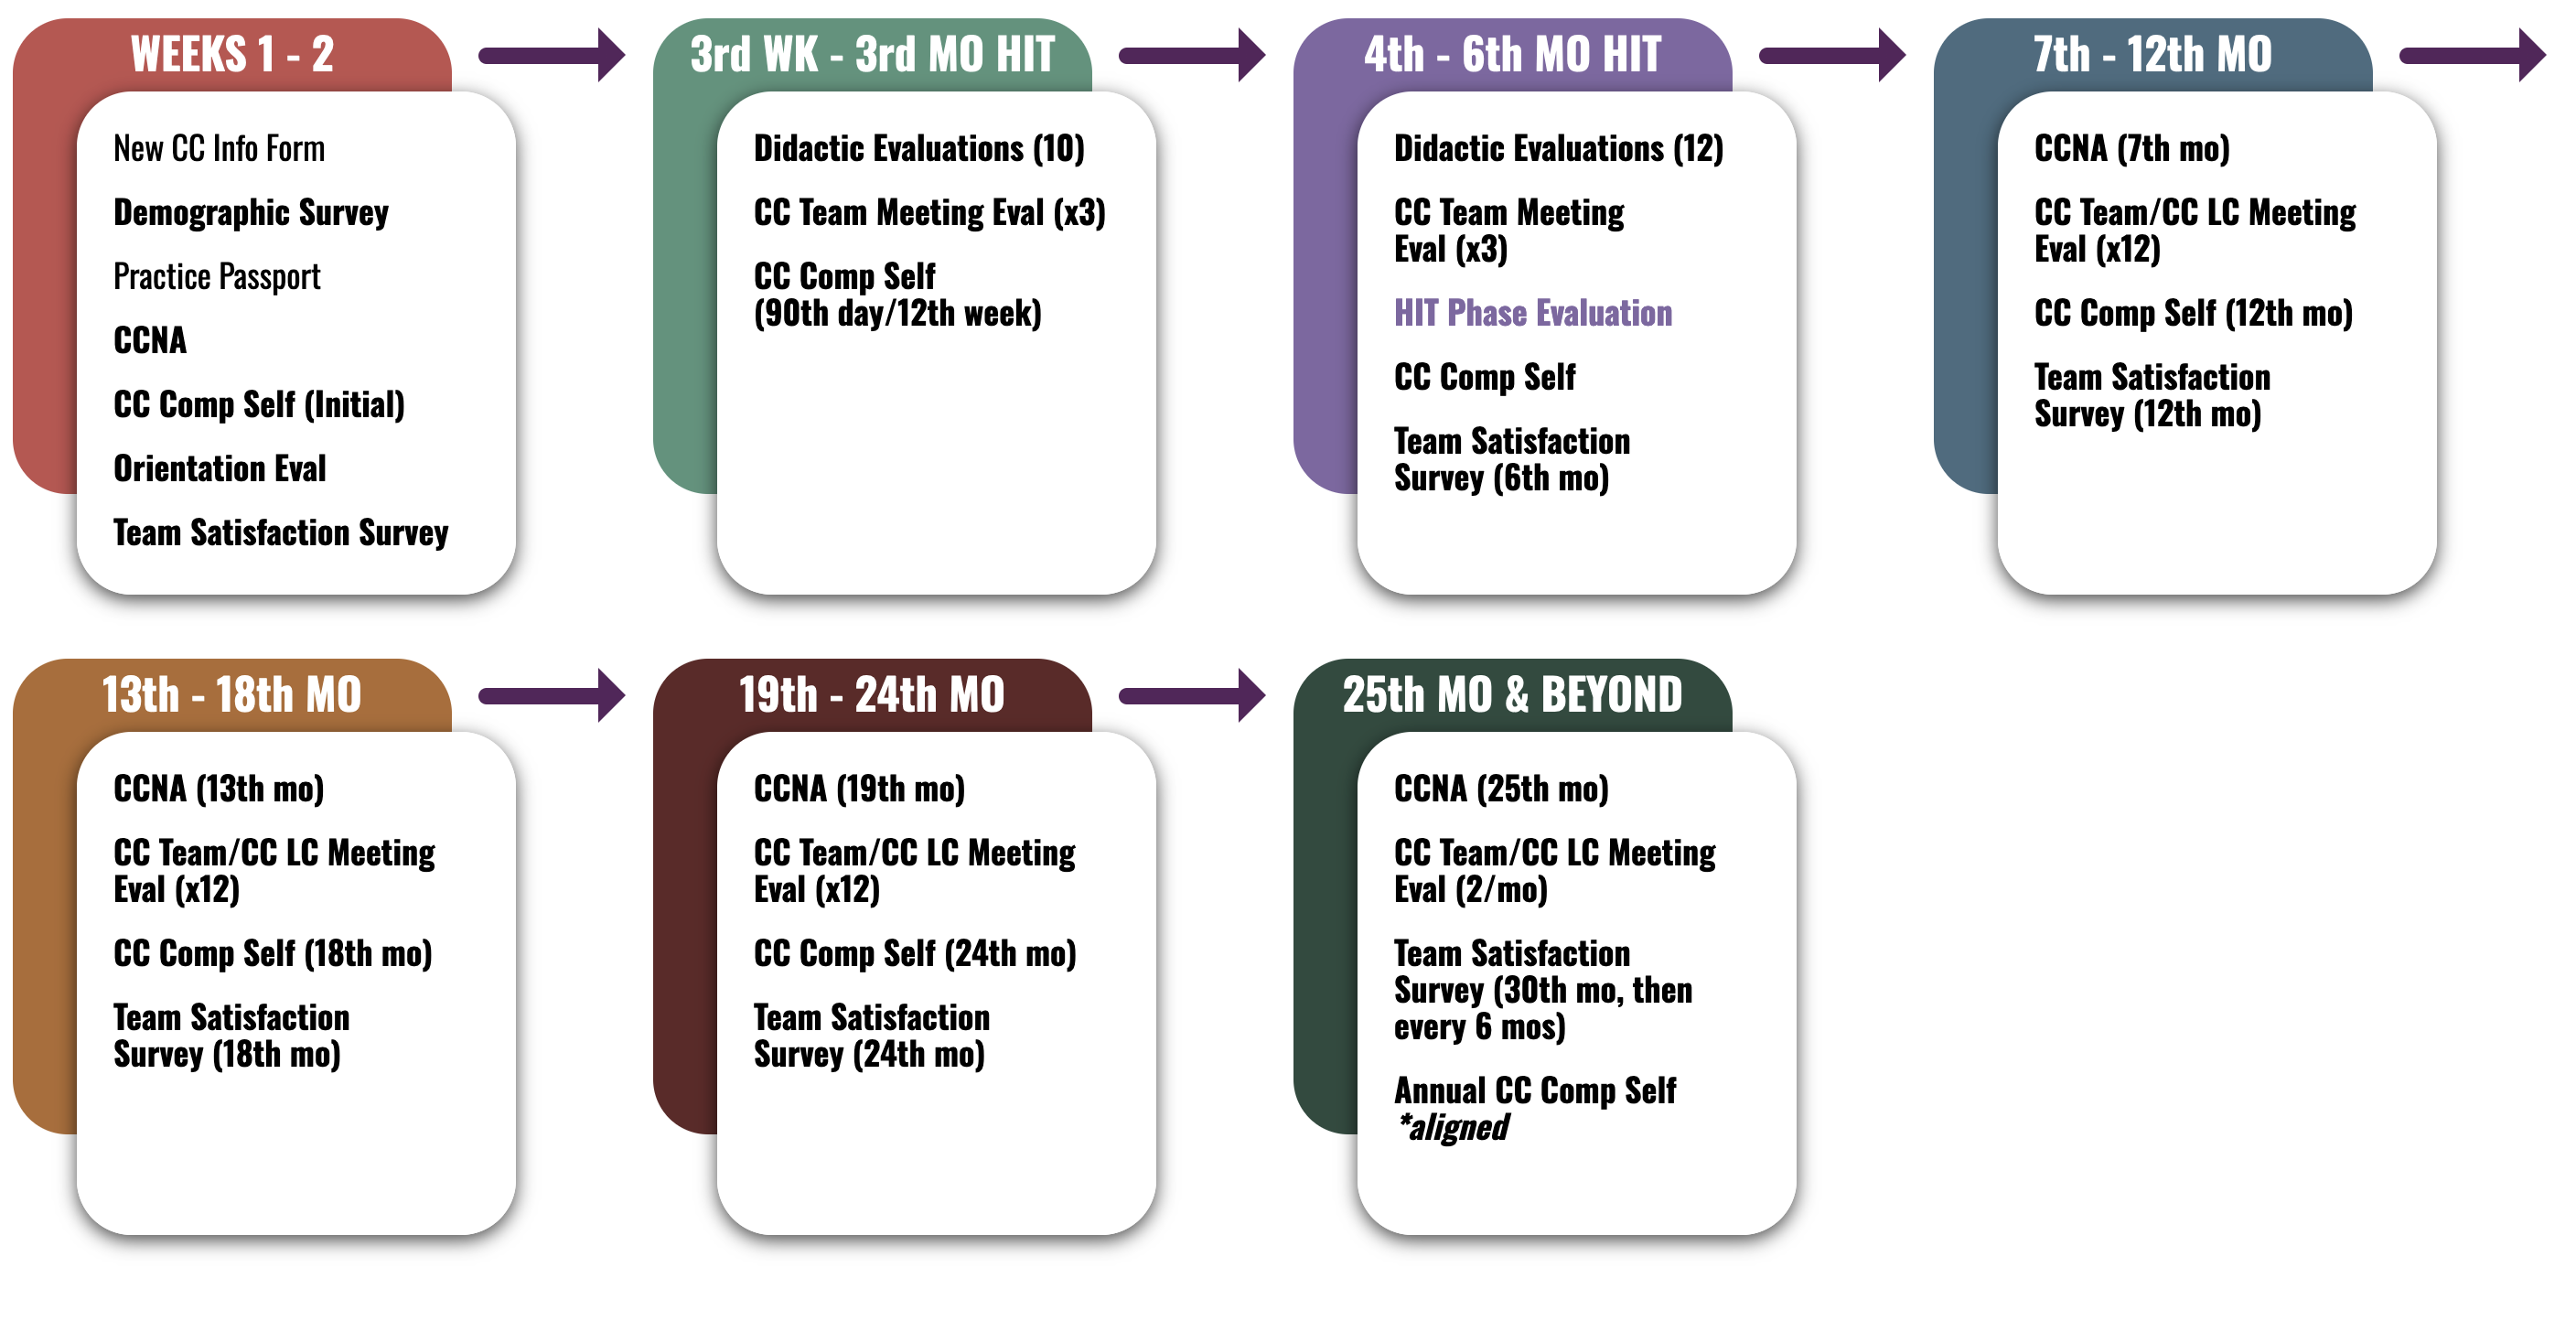 WEEKS 1 - 2
New CC Info Form
Demographic Survey
Practice Passport
CCNA
CC Comp Self (Initial)
Orientation Eval
Team Satisfaction Survey
3rd WK - 3rd MO HIT
Didactic Evaluations (10)
CC Team Meeting Eval (x3)
CC Comp Self
(90th day/12th week)
4th - 6th MO HIT
Didactic Evaluations (12)
CC Team Meeting
Eval (x3)
HIT Phase Evaluation
CC Comp Self
Team Satisfaction
Survey (6th mo)
7th - 12th MO
CCNA (7th mo)
CC Team/CC LC Meeting
Eval (x12)
CC Comp Self (12th mo)
Team Satisfaction
Survey (12th mo)
13th - 18th MO
CCNA (13th mo)
CC Team/CC LC Meeting
Eval (x12)
CC Comp Self (18th mo)
Team Satisfaction
Survey (18th mo)
19th - 24th MO
CCNA (19th mo)
CC Team/CC LC Meeting
Eval (x12)
CC Comp Self (24th mo)
Team Satisfaction
Survey (24th mo)
25th MO & BEYOND
CCNA (25th mo)
CC Team/CC LC Meeting
Eval (2/mo)
Team Satisfaction
Survey (30th mo, then
every 6 mos)
Annual CC Comp Self
*aligned